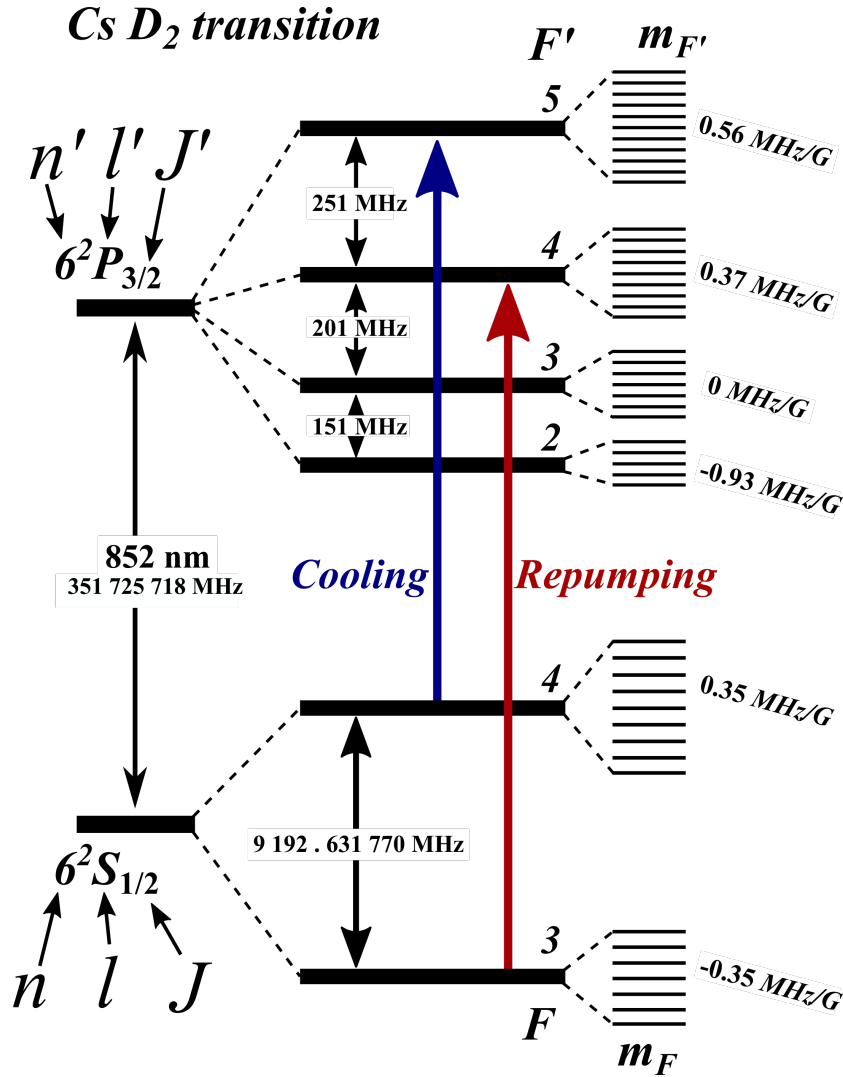 Cs D₂ transition
F'
m_F'
5
0.56 MHz/G
n' l' J'
251 MHz
6²P₃/₂
4
0.37 MHz/G
201 MHz
3
0 MHz/G
151 MHz
2
-0.93 MHz/G
852 nm
351 725 718 MHz
Cooling
Repumping
4
0.35 MHz/G
9 192 . 631 770 MHz
6²S₁/₂
3
-0.35 MHz/G
n l J
F
m_F